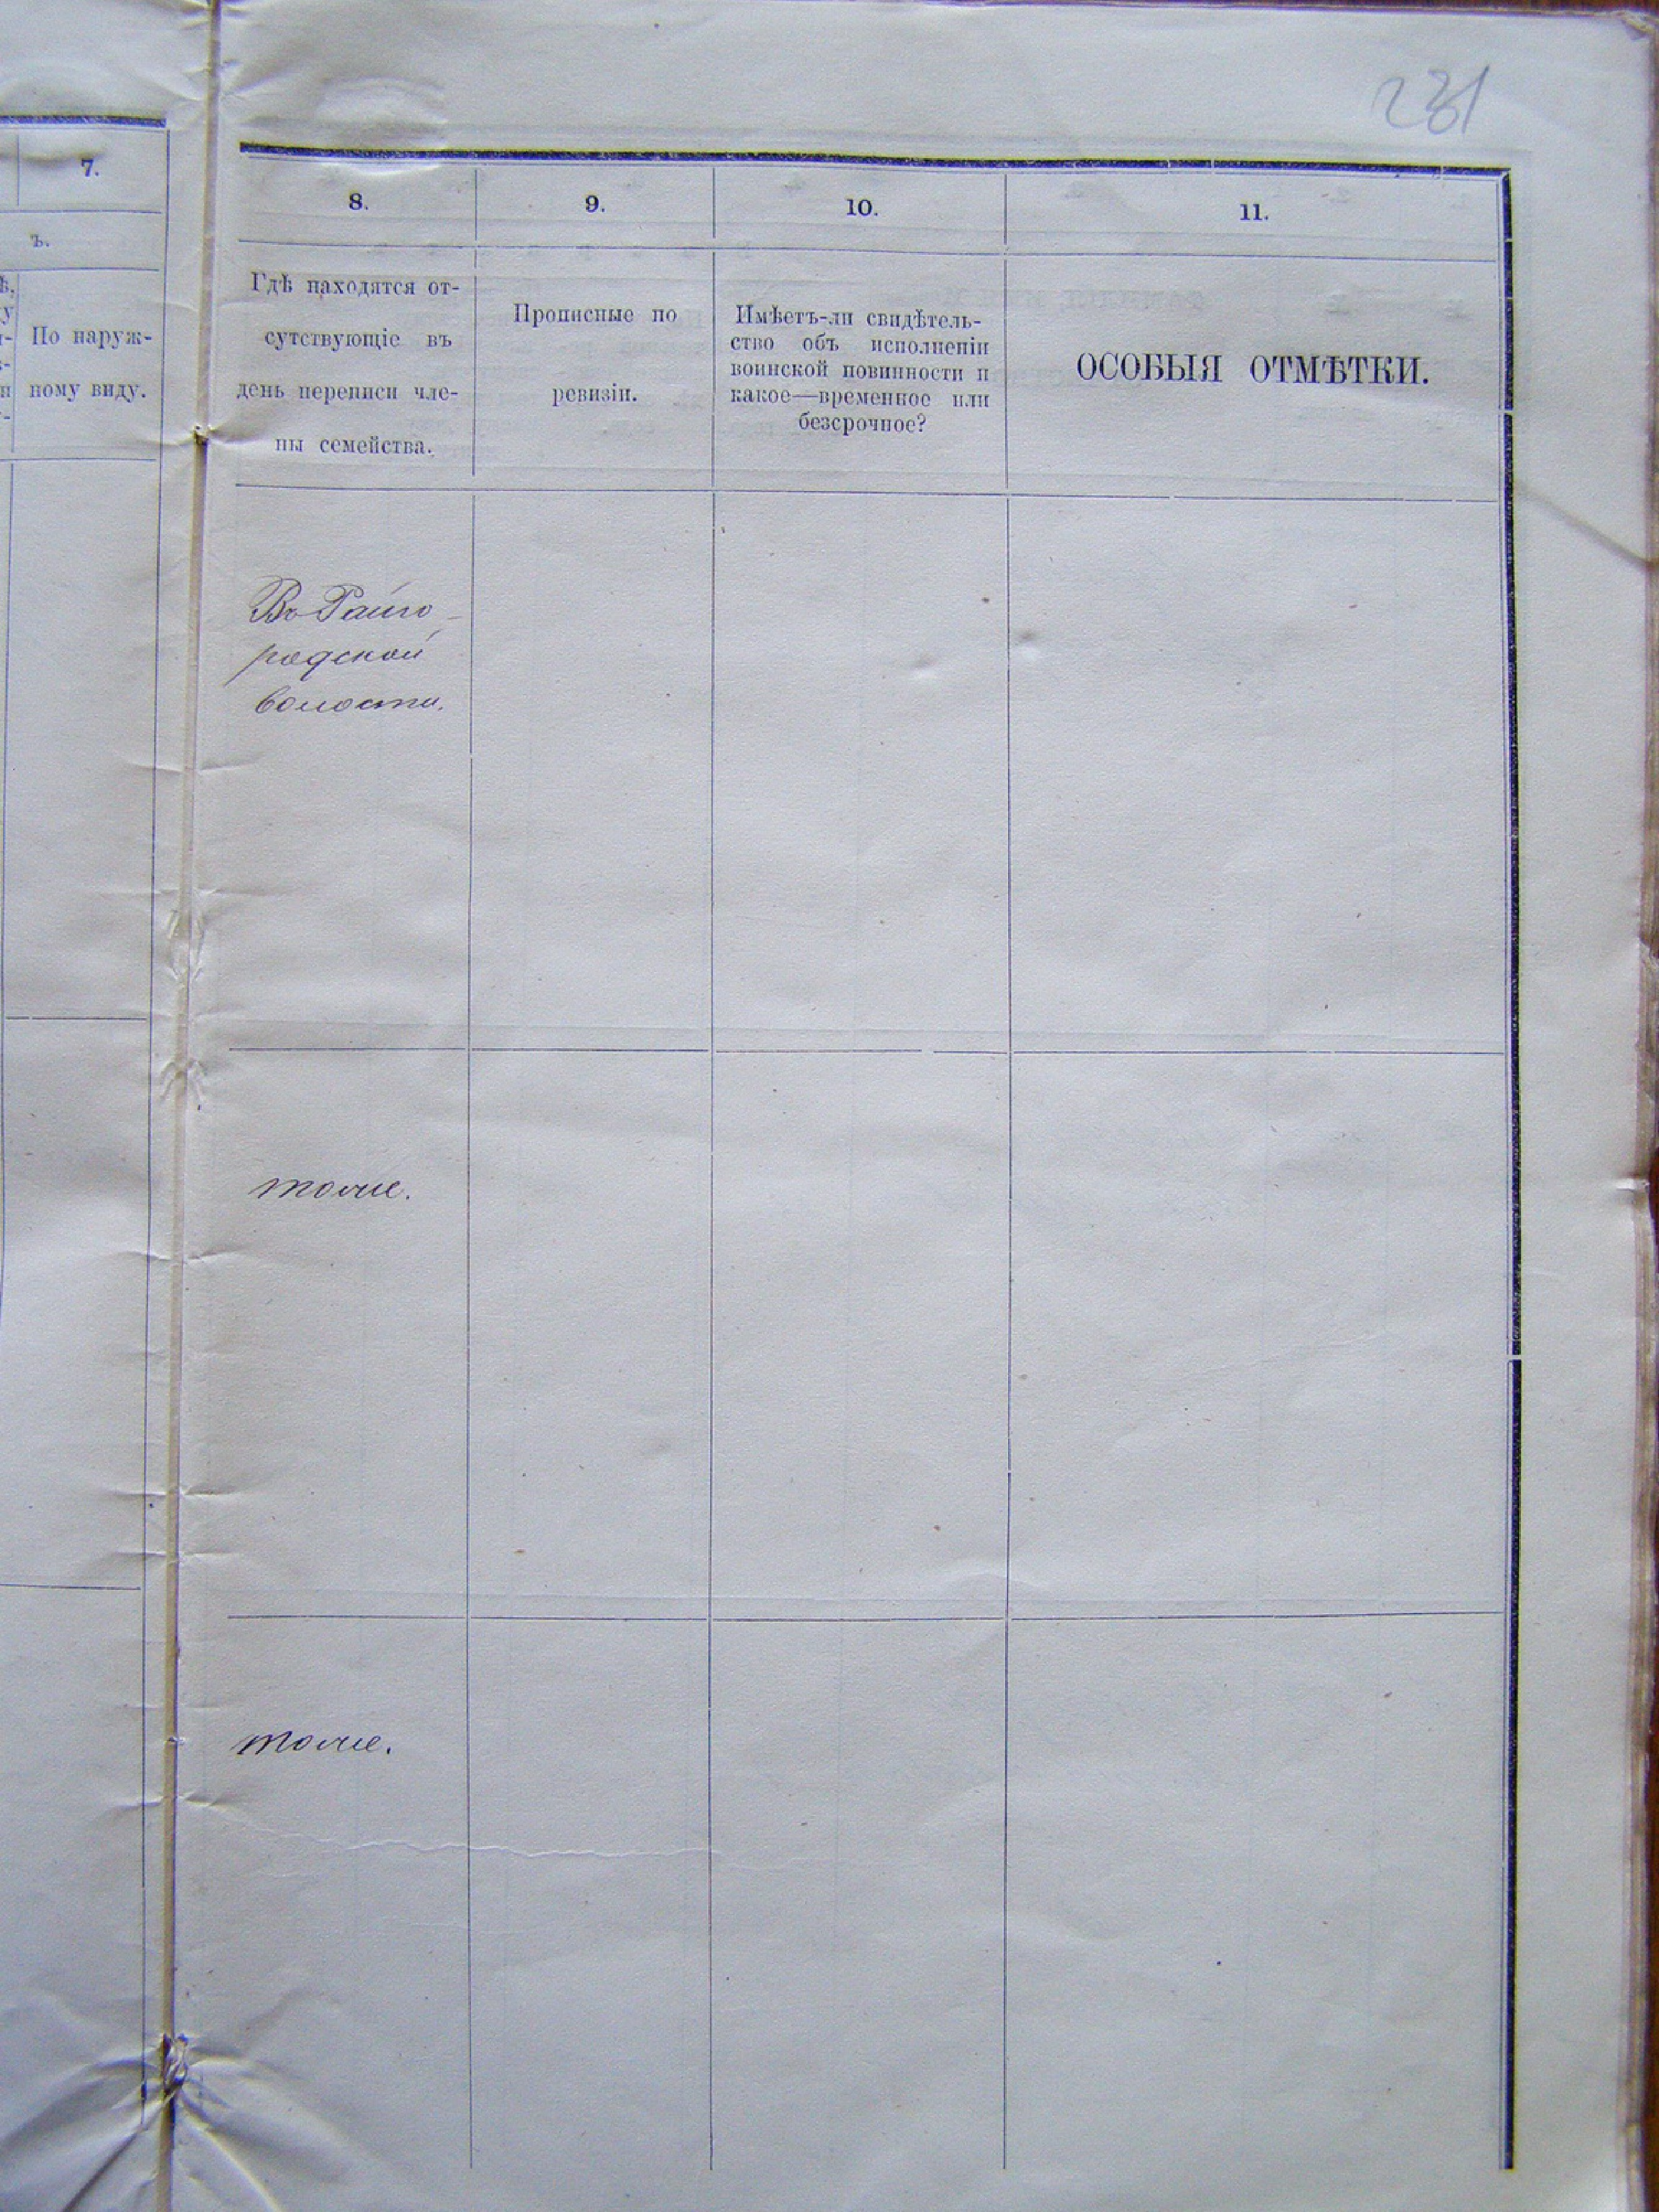 231
7.
ъ.
По наруж-
ному виду.
8.
9.
10.
11.
Гдѣ находятся от-
сутствующіе въ
день переписи чле-
ны семейства.
Прописные по
ревизіи.
Имѣетъ-ли свидѣтель-
ство объ исполненіи
воинской повинности и
какое—временное или
безсрочное?
ОСОБЫЯ ОТМѢТКИ.
Въ Райго-
родской
волости.
тоже.
тоже.